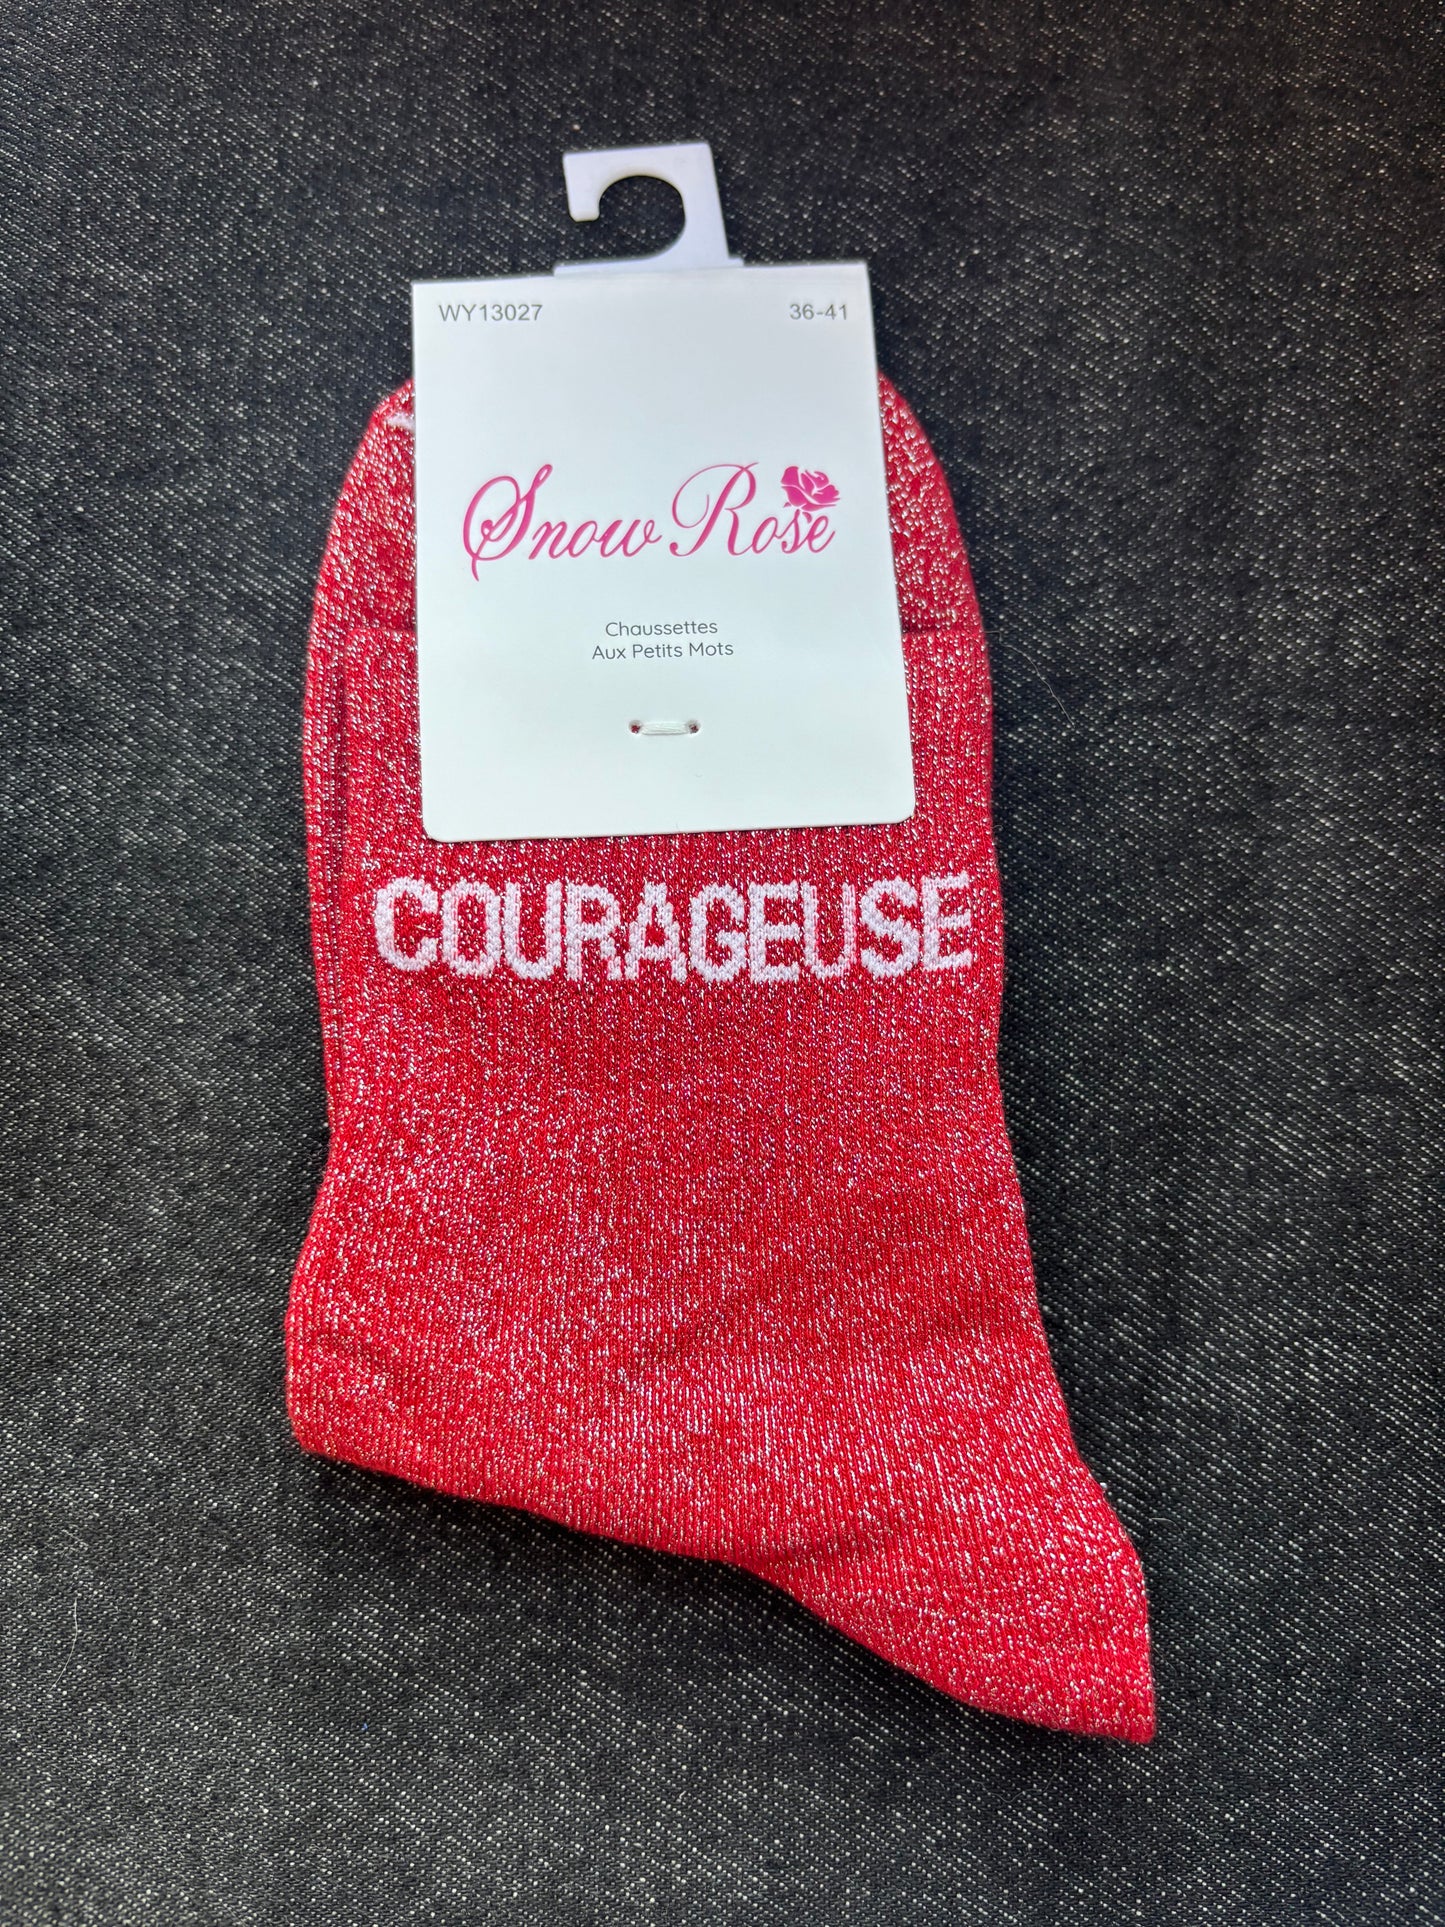 WY13027 36-41
Snow Rose
Chaussettes
Aux Petits Mots
COURAGEUSE